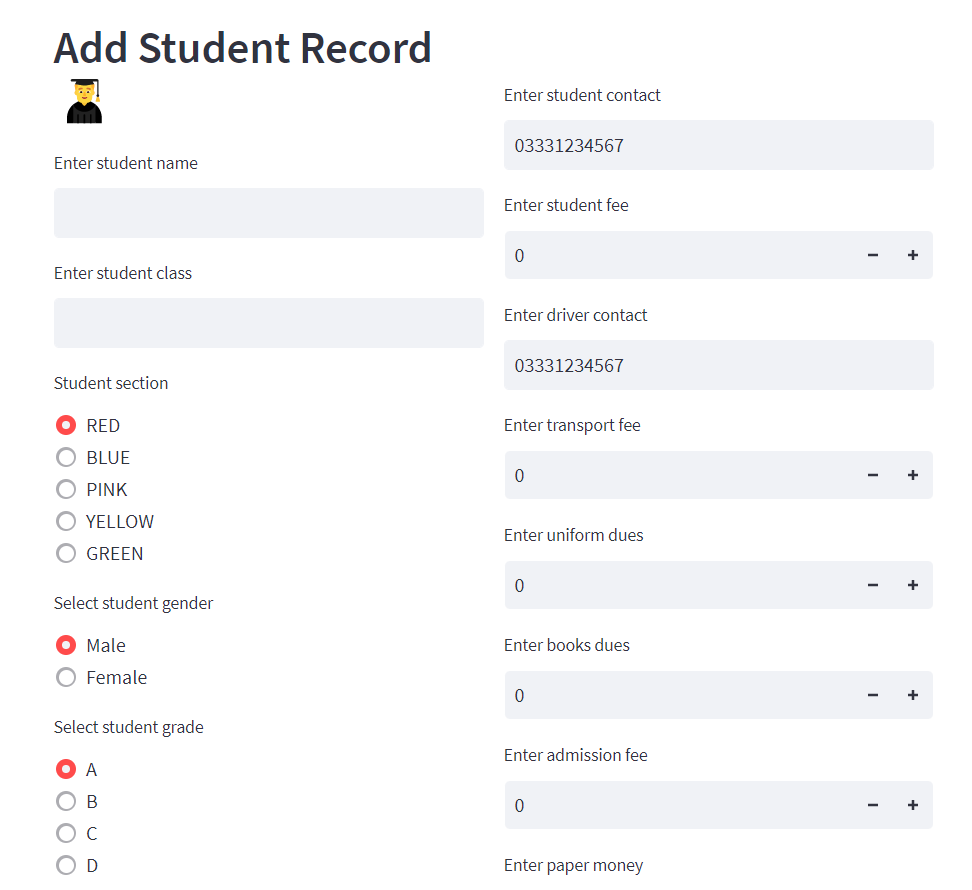 Add Student Record
Enter student name
Enter student class
Student section
RED
BLUE
PINK
YELLOW
GREEN
Select student gender
Male
Female
Select student grade
A
B
C
D
Enter student contact
03331234567
Enter student fee
0
Enter driver contact
03331234567
Enter transport fee
0
Enter uniform dues
0
Enter books dues
0
Enter admission fee
0
Enter paper money